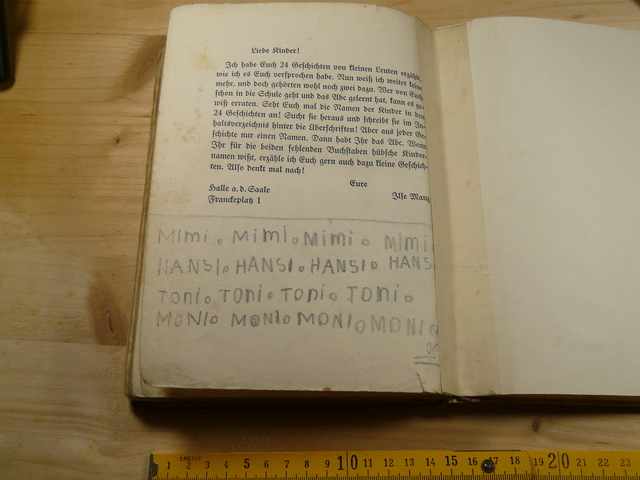 Liebe Kinder!
Ich habe Euch 24 Geschichten von kleinen Leuten erzählt,
wie ich es Euch versprochen habe. Nun weiß ich weiter keine
mehr, und doch gehörten wohl noch zwei dazu. Wer von Euch
schon in die Schule geht und das Abc gelernt hat, kann es ge-
wiß erraten. Seht Euch mal die Namen der Kinder in den
24 Geschichten an! Sucht sie heraus und schreibt sie im In-
haltsverzeichnis hinter die Überschriften! Aber aus jeder Ge-
schichte nur einen Namen. Dann habt Ihr das Abc. Wenn
Ihr für die beiden fehlenden Buchstaben hübsche Kinder-
namen wißt, erzähle ich Euch gern auch dazu kleine Geschich-
ten. Also denkt mal nach!
Eure
Halle a. d. Saale
Ilse Manz
Franckeplatz 1
Mimi. Mimi. Mimi. Mimi
HANSI. HANSI. HANSI. HANS
Toni. Toni. Toni. Toni.
MONI. MONI. MONI. MONI.
1 2 3 4 5 6 7 8 9 10 11 12 13 14 15 16 17 18 19 20 21 22 23